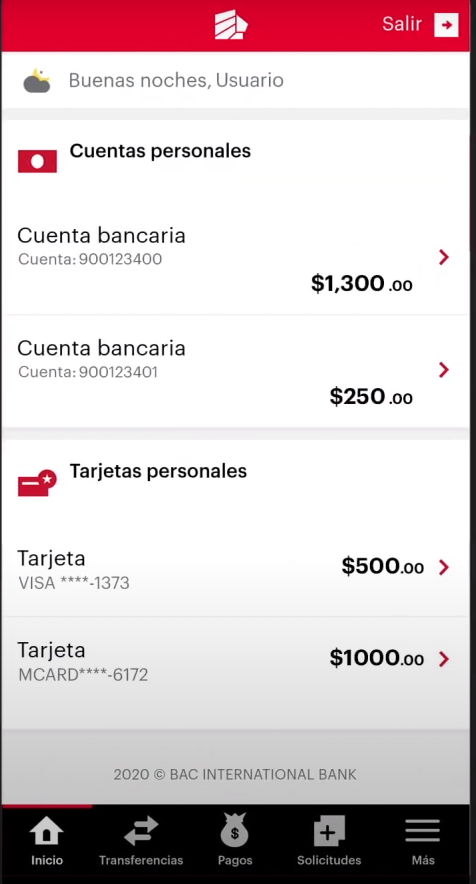 Salir
Buenas noches, Usuario
Cuentas personales
Cuenta bancaria
Cuenta: 900123400
$1,300.00
Cuenta bancaria
Cuenta: 900123401
$250.00
Tarjetas personales
Tarjeta
$500.00
VISA ****-1373
Tarjeta
$1000.00
MCARD****-6172
2020 © BAC INTERNATIONAL BANK
Inicio Transferencias Pagos Solicitudes Más